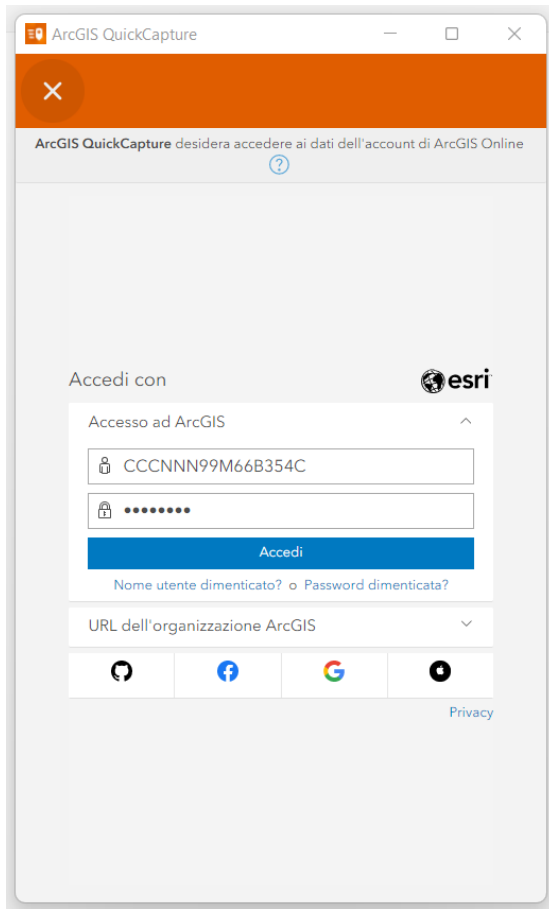 ArcGIS QuickCapture
ArcGIS QuickCapture desidera accedere ai dati dell'account di ArcGIS Online
?
Accedi con
esri
Accesso ad ArcGIS
CCCNNN99M66B354C
••••••••
Accedi
Nome utente dimenticato? o Password dimenticata?
URL dell'organizzazione ArcGIS
Privacy